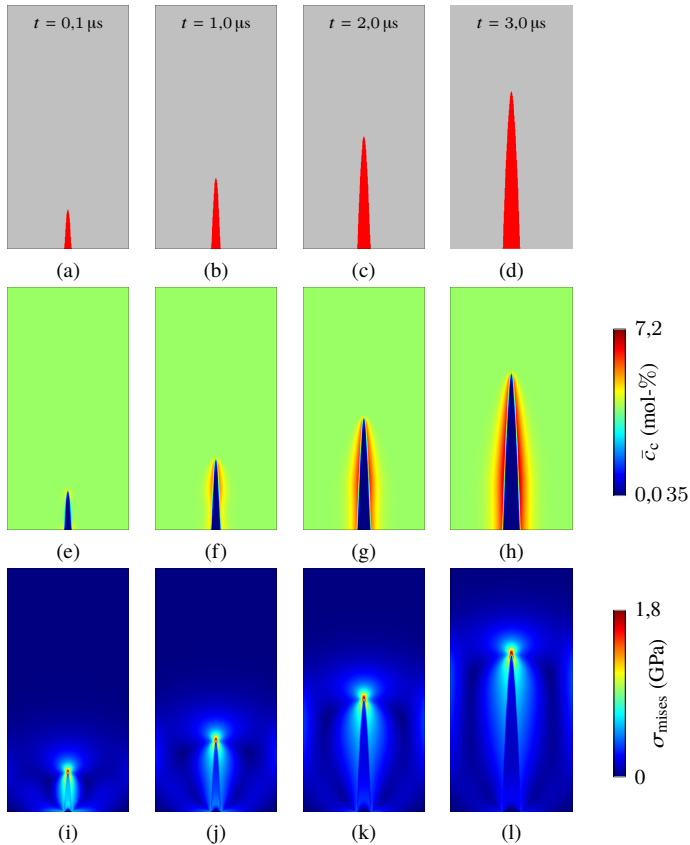 t = 0,1 µs
t = 1,0 µs
t = 2,0 µs
t = 3,0 µs
(a)
(b)
(c)
(d)
7,2
c̄c (mol-%)
0,0 35
(e)
(f)
(g)
(h)
1,8
σmises (GPa)
0
(i)
(j)
(k)
(l)